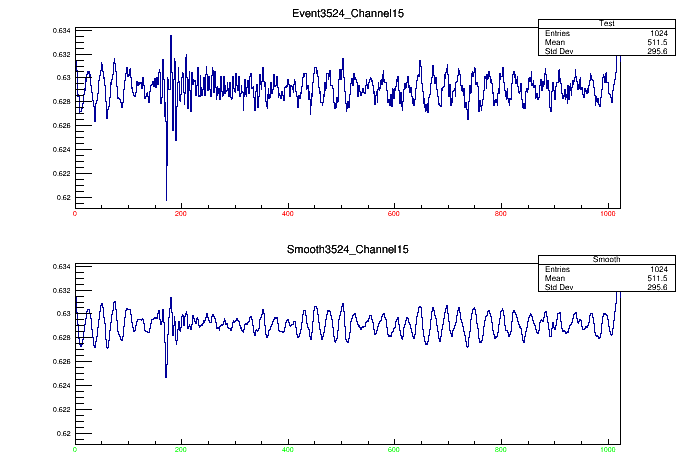 Event3524_Channel15
Test
Entries 1024
Mean 511.5
Std Dev 295.6
0.634
0.632
0.63
0.628
0.626
0.624
0.622
0.62
0 200 400 600 800 1000
Smooth3524_Channel15
Smooth
Entries 1024
Mean 511.5
Std Dev 295.6
0.634
0.632
0.63
0.628
0.626
0.624
0.622
0.62
0 200 400 600 800 1000